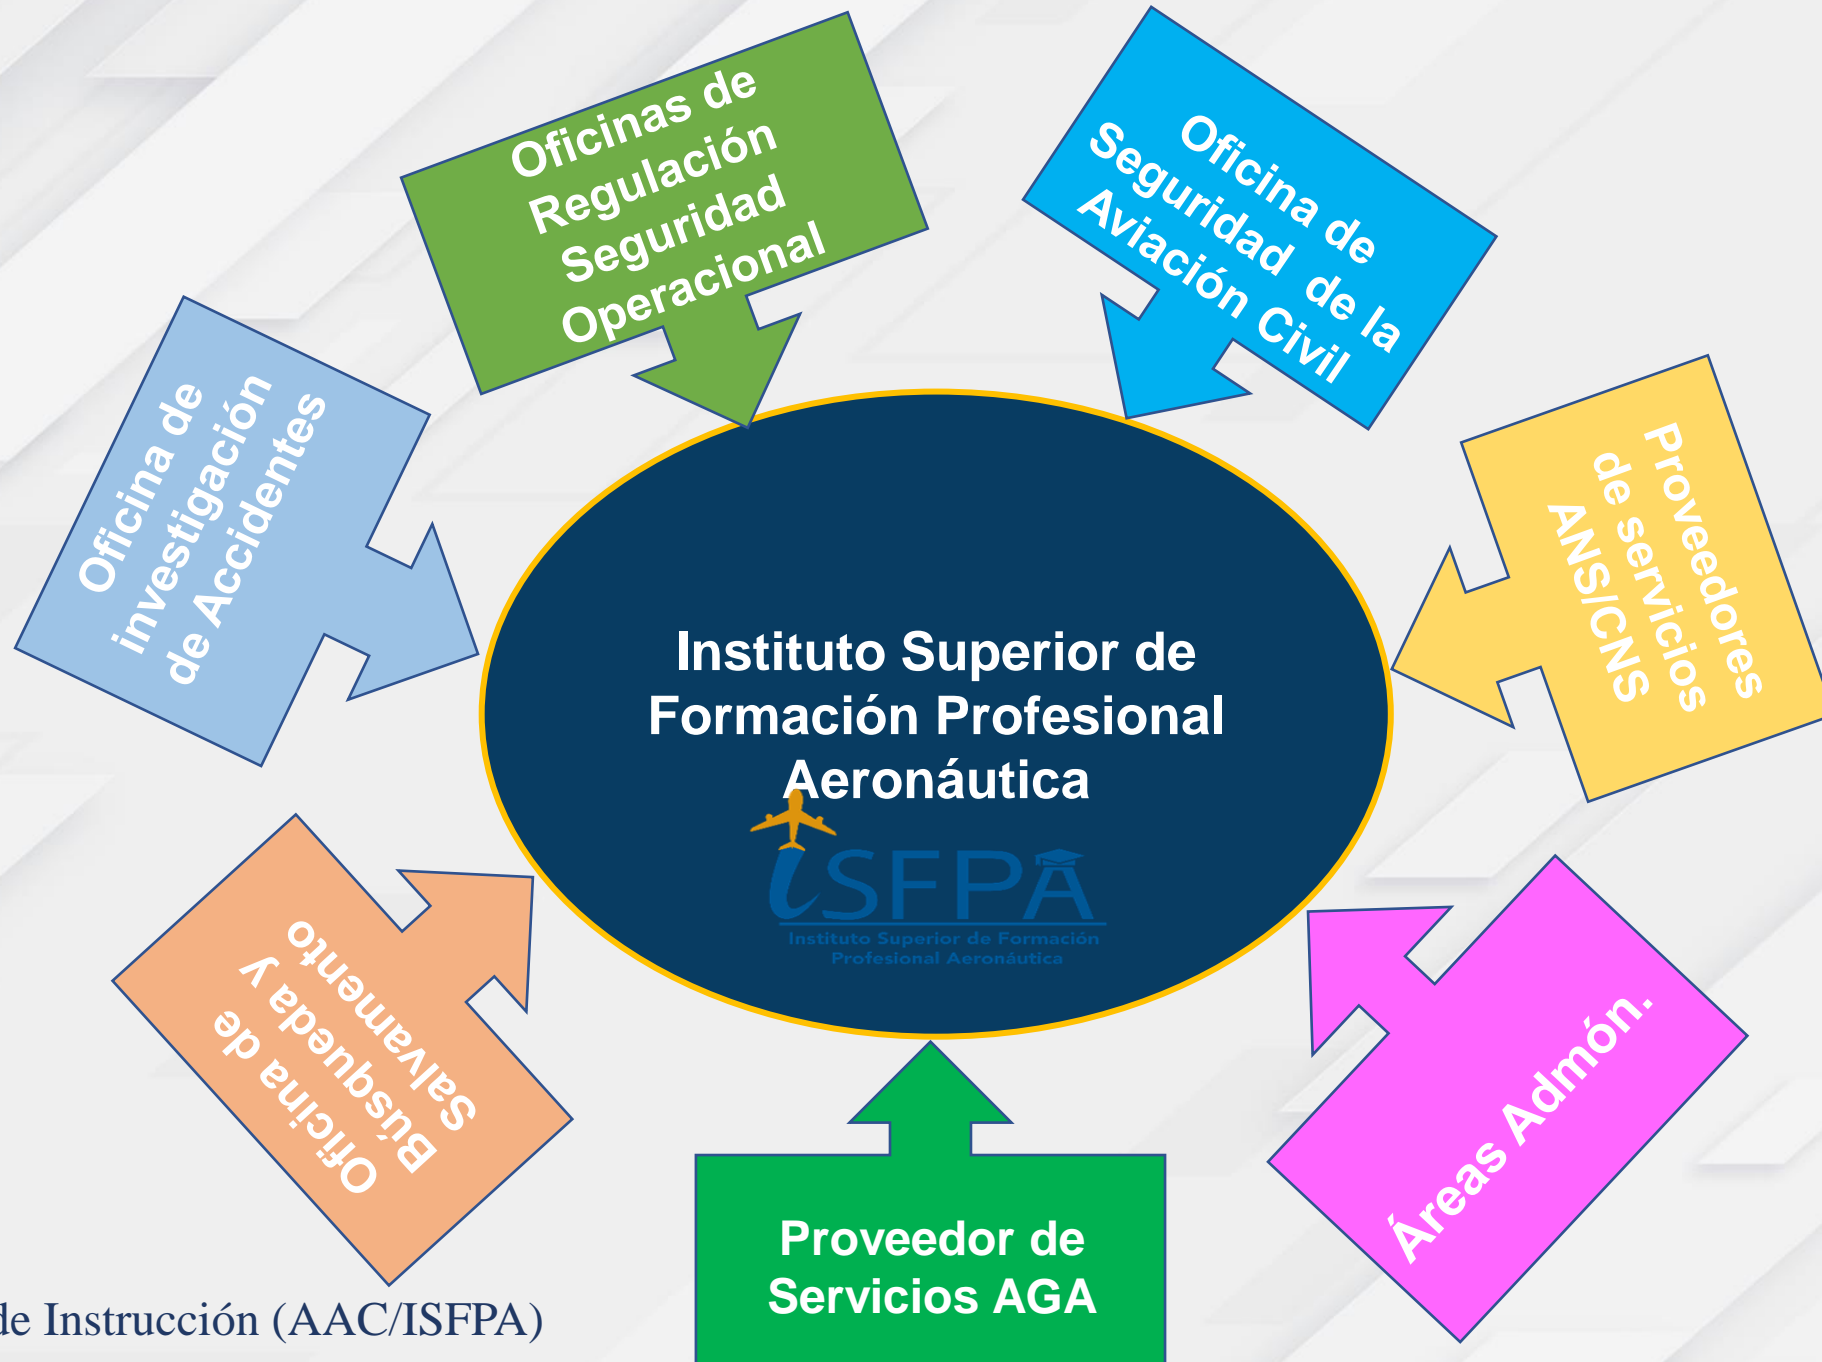 Oficinas de
Regulación
Seguridad
Operacional
Oficina de
Seguridad de la
Aviación Civil
Oficina de
investigación
de Accidentes
Proveedores
de servicios
ANS/CNS
Instituto Superior de
Formación Profesional
Aeronáutica
iSFPA
Instituto Superior de Formación
Profesional Aeronáutica
Oficina de
Búsqueda y
Salvamento
Áreas Admón.
Proveedor de
Servicios AGA
de Instrucción (AAC/ISFPA)